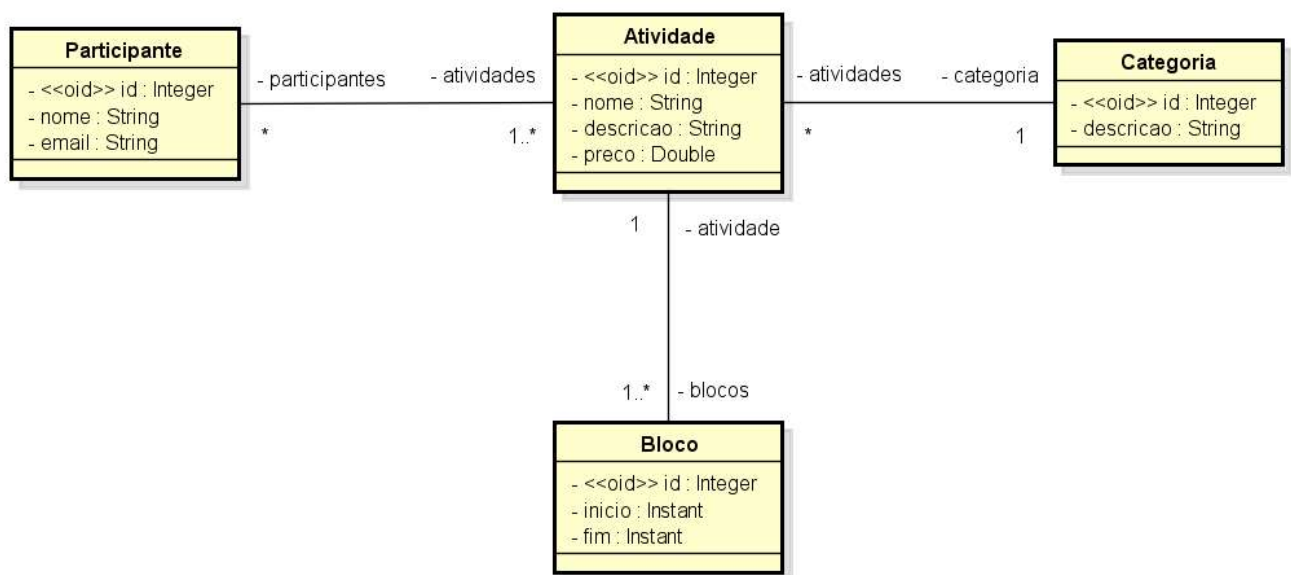 Participante
- <<oid>> id : Integer
- nome : String
- email : String
- participantes
*
- atividades
1..*
Atividade
- <<oid>> id : Integer
- nome : String
- descricao : String
- preco : Double
- atividades
*
- categoria
1
Categoria
- <<oid>> id : Integer
- descricao : String
1
- atividade
1..*
- blocos
Bloco
- <<oid>> id : Integer
- inicio : Instant
- fim : Instant